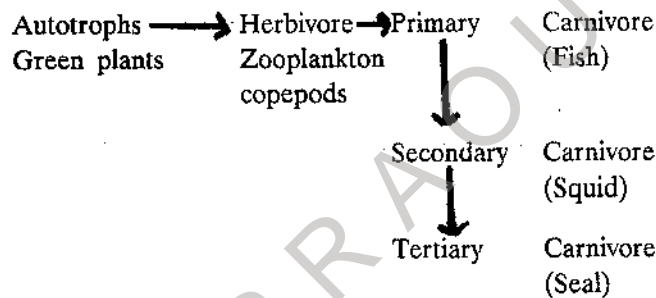 Autotrophs Herbivore Primary Carnivore
Green plants Zooplankton (Fish)
copepods
Secondary Carnivore
(Squid)
Tertiary Carnivore
(Seal)